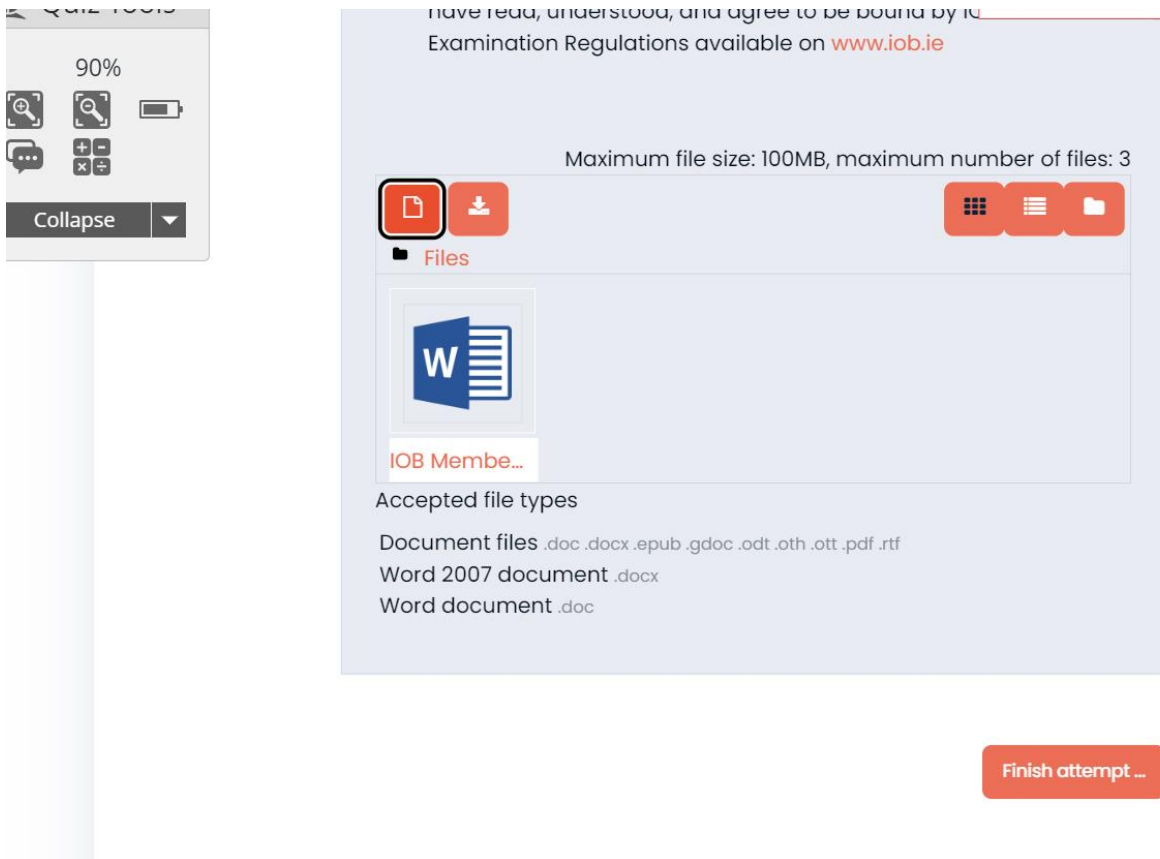 Quiz Tools
90%
Collapse
have read, understood, and agree to be bound by
Examination Regulations available on www.iob.ie
Maximum file size: 100MB, maximum number of files: 3
Files
W
IOB Membe...
Accepted file types
Document files .doc .docx .epub .gdoc .odt .oth .ott .pdf .rtf
Word 2007 document .docx
Word document .doc
Finish attempt ...